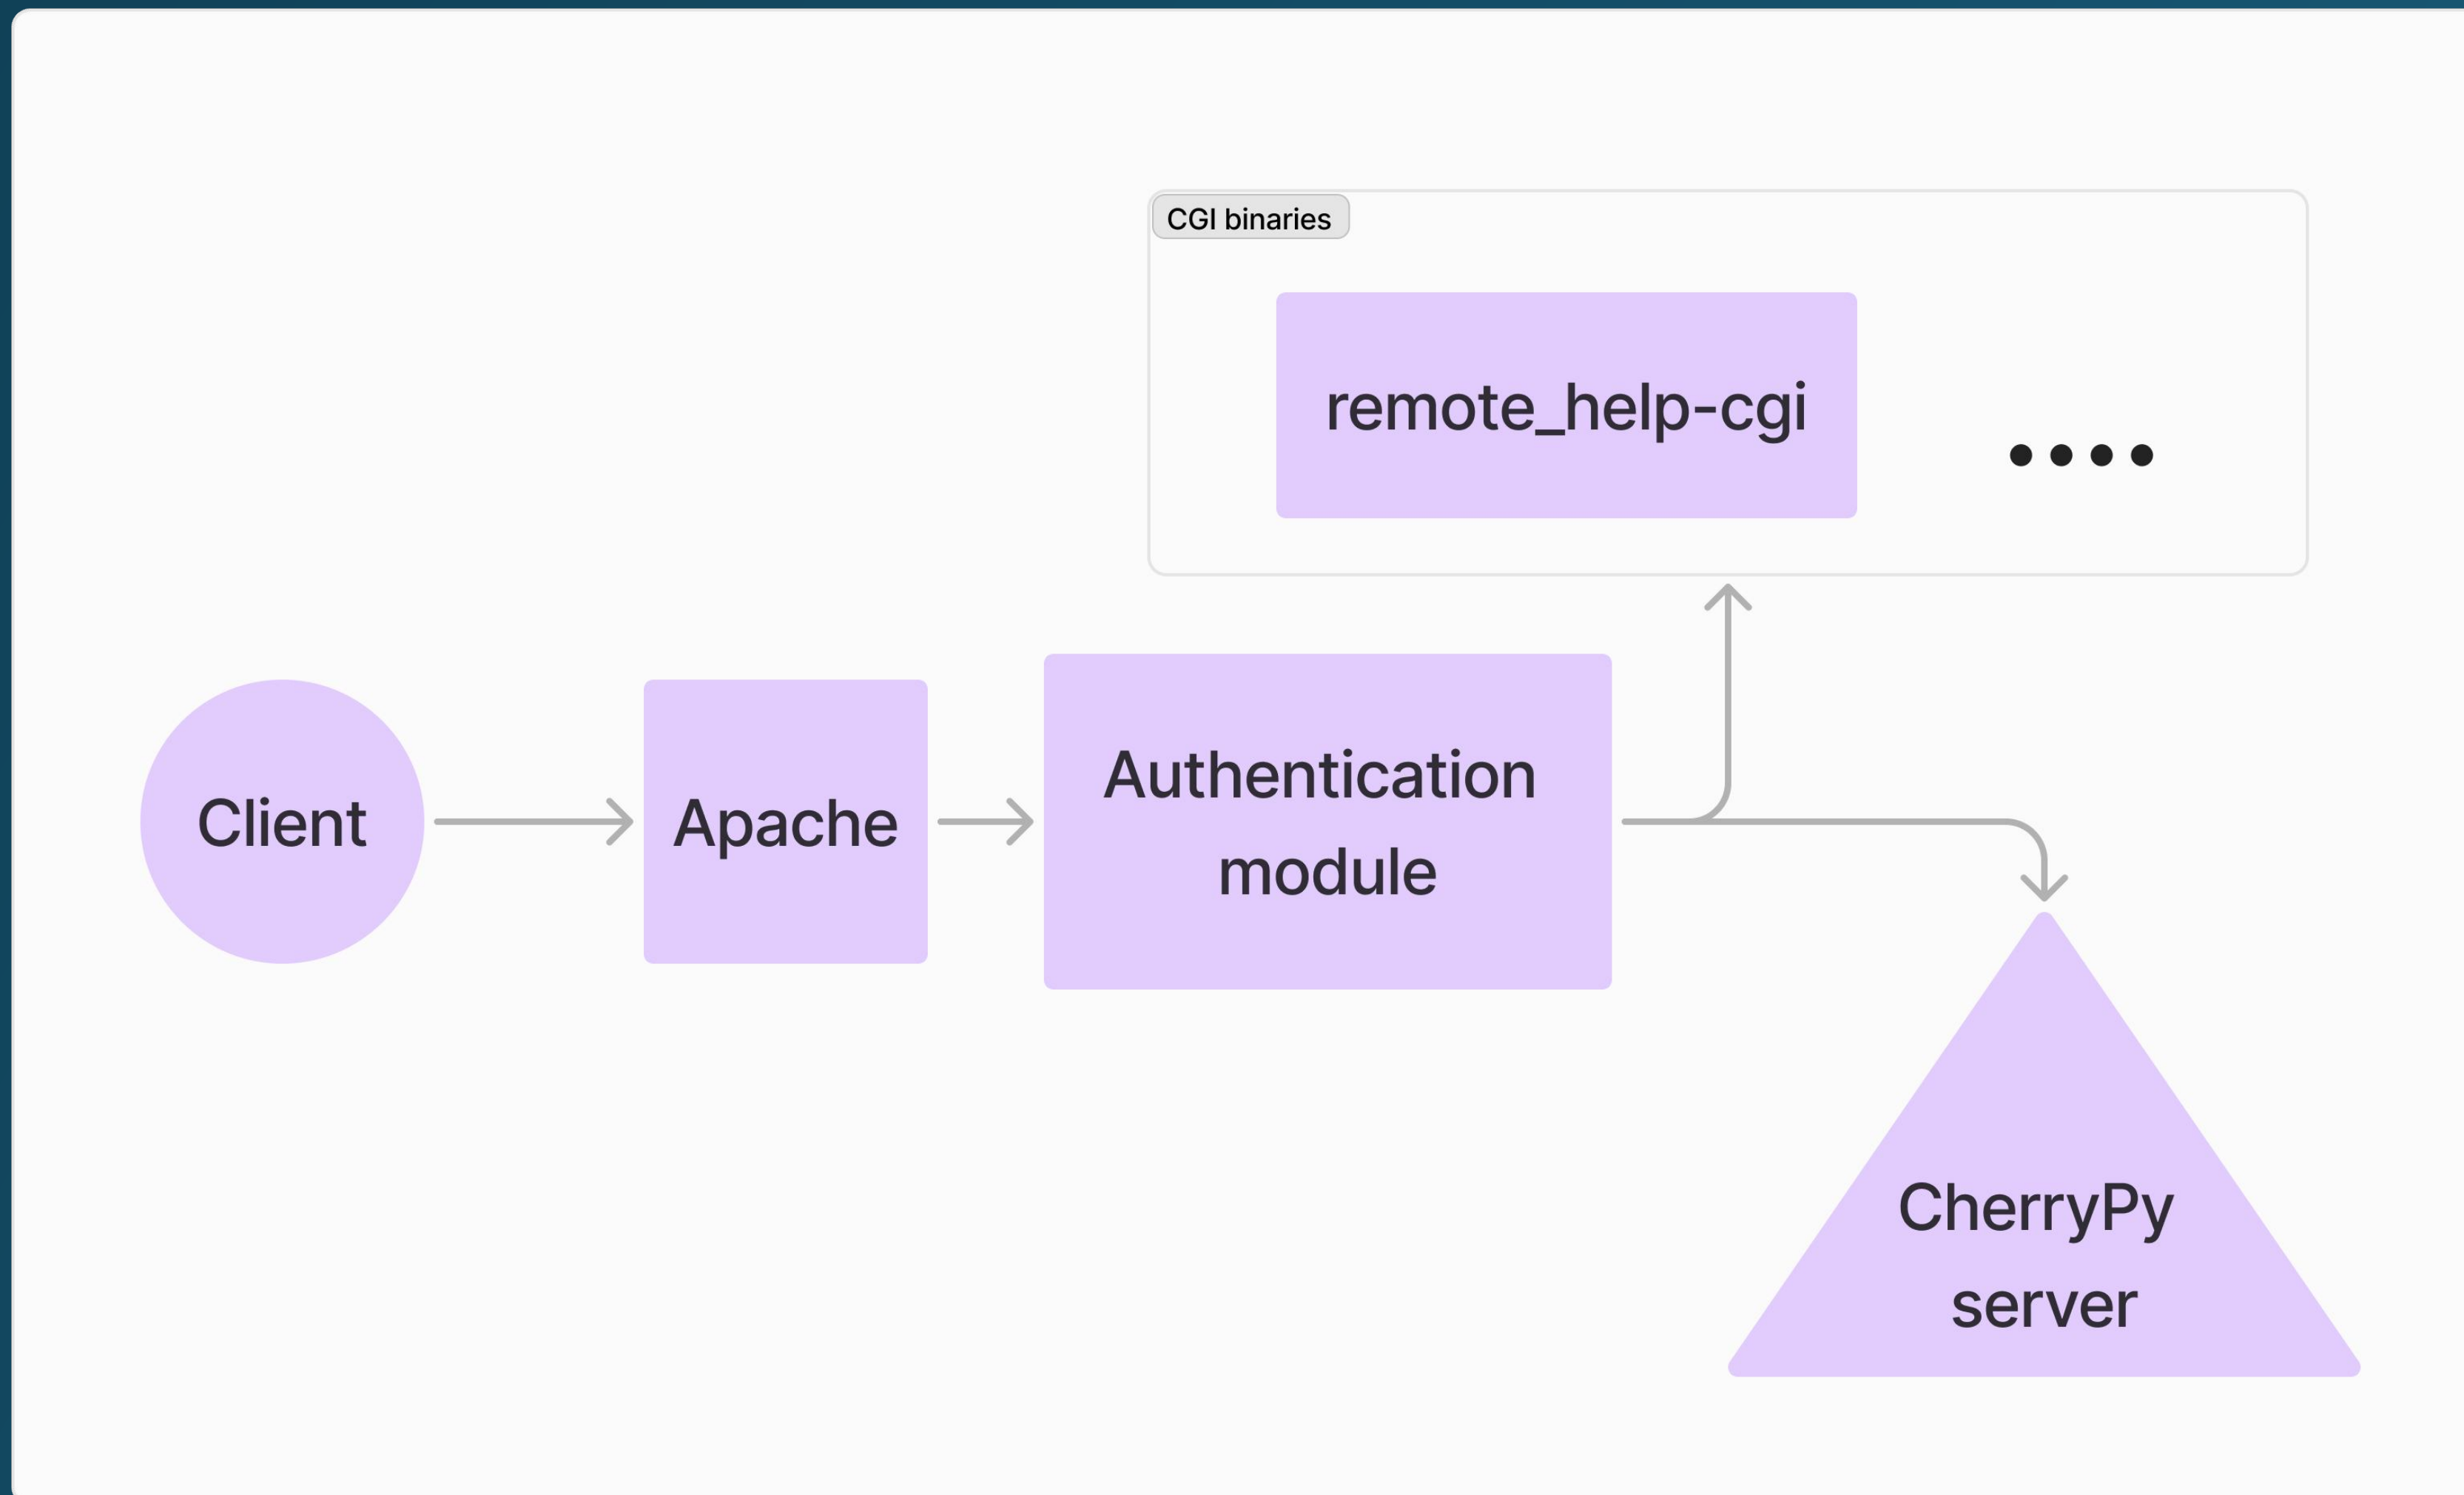 CGI binaries
remote_help-cgi
....
Client
Apache
Authentication
module
CherryPy
server